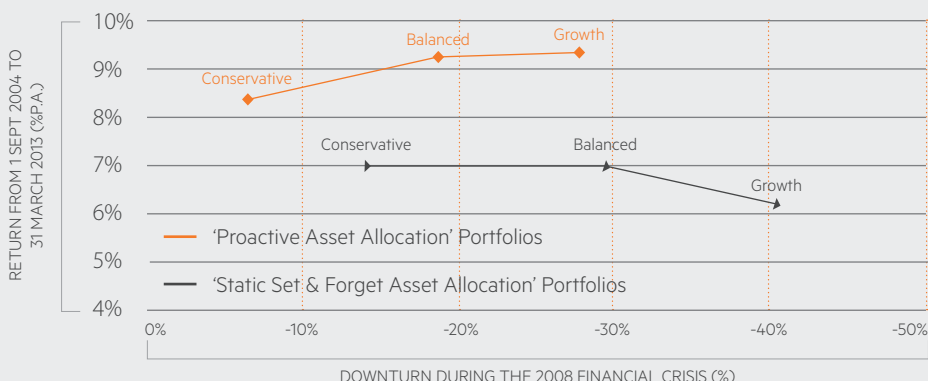 RETURN FROM 1 SEPT 2004 TO
31 MARCH 2013 (%P.A.)
10%
9%
8%
7%
6%
5%
4%
Conservative
Balanced
Growth
Conservative
Balanced
Growth
'Proactive Asset Allocation' Portfolios
'Static Set & Forget Asset Allocation' Portfolios
0%
-10%
-20%
-30%
-40%
-50%
DOWNTURN DURING THE 2008 FINANCIAL CRISIS (%)